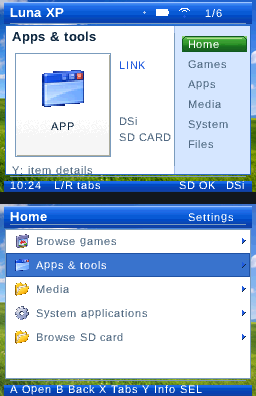 Luna XP 1/6
Apps & tools
LINK
APP
DSi
SD CARD
Y: item details
Home
Games
Apps
Media
System
Files
10:24 L/R tabs SD OK DSi
Home Settings
Browse games
Apps & tools
Media
System applications
Browse SD card
A Open B Back X Tabs Y Info SEL